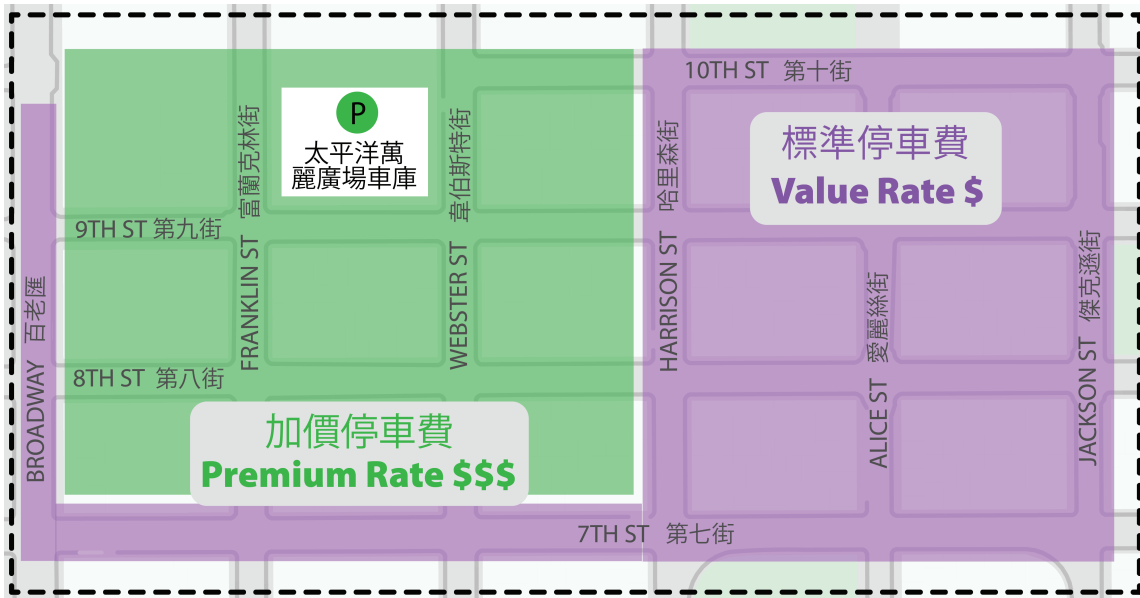 10TH ST 第十街
P
太平洋萬
麗廣場車庫
標準停車費
Value Rate $
富蘭克林街
FRANKLIN ST
韋伯斯特街
WEBSTER ST
哈里森街
HARRISON ST
9TH ST 第九街
BROADWAY 百老匯
愛麗絲街
ALICE ST
傑克遜街
JACKSON ST
8TH ST 第八街
加價停車費
Premium Rate $$$
7TH ST 第七街